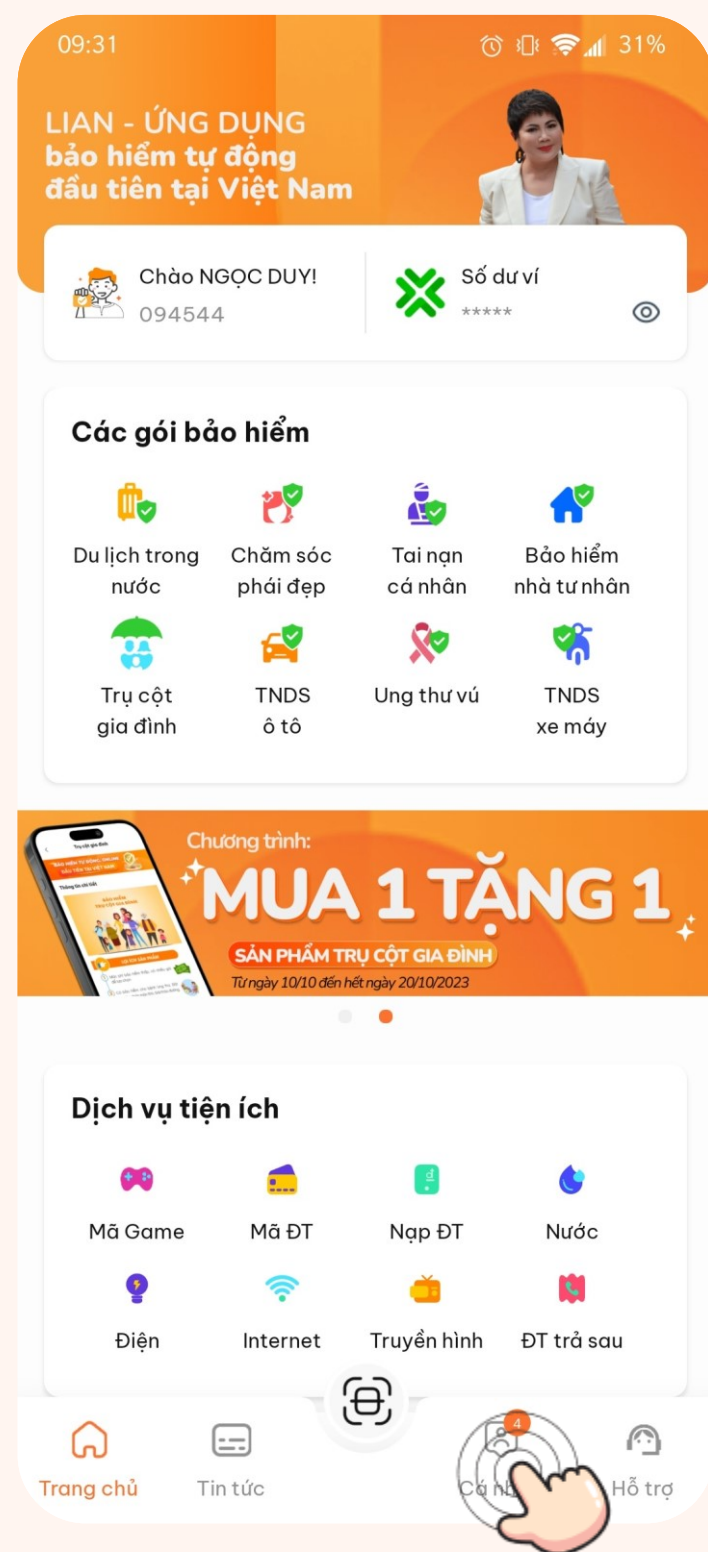 09:31
31%
LIAN - ỨNG DỤNG
bảo hiểm tự động
đầu tiên tại Việt Nam
Chào NGỌC DUY!
094544
Số dư ví
*****
Các gói bảo hiểm
Du lịch trong
nước
Chăm sóc
phái đẹp
Tai nạn
cá nhân
Bảo hiểm
nhà tư nhân
Trụ cột
gia đình
TNDS
ô tô
Ung thư vú
TNDS
xe máy
Trụ cột gia đình
Chương trình:
MUA 1 TẶNG 1
SẢN PHẨM TRỤ CỘT GIA ĐÌNH
Từ ngày 10/10 đến hết ngày 20/10/2023
Dịch vụ tiện ích
Mã Game
Mã ĐT
Nạp ĐT
Nước
Điện
Internet
Truyền hình
ĐT trả sau
4
Trang chủ
Tin tức
Hỗ trợ